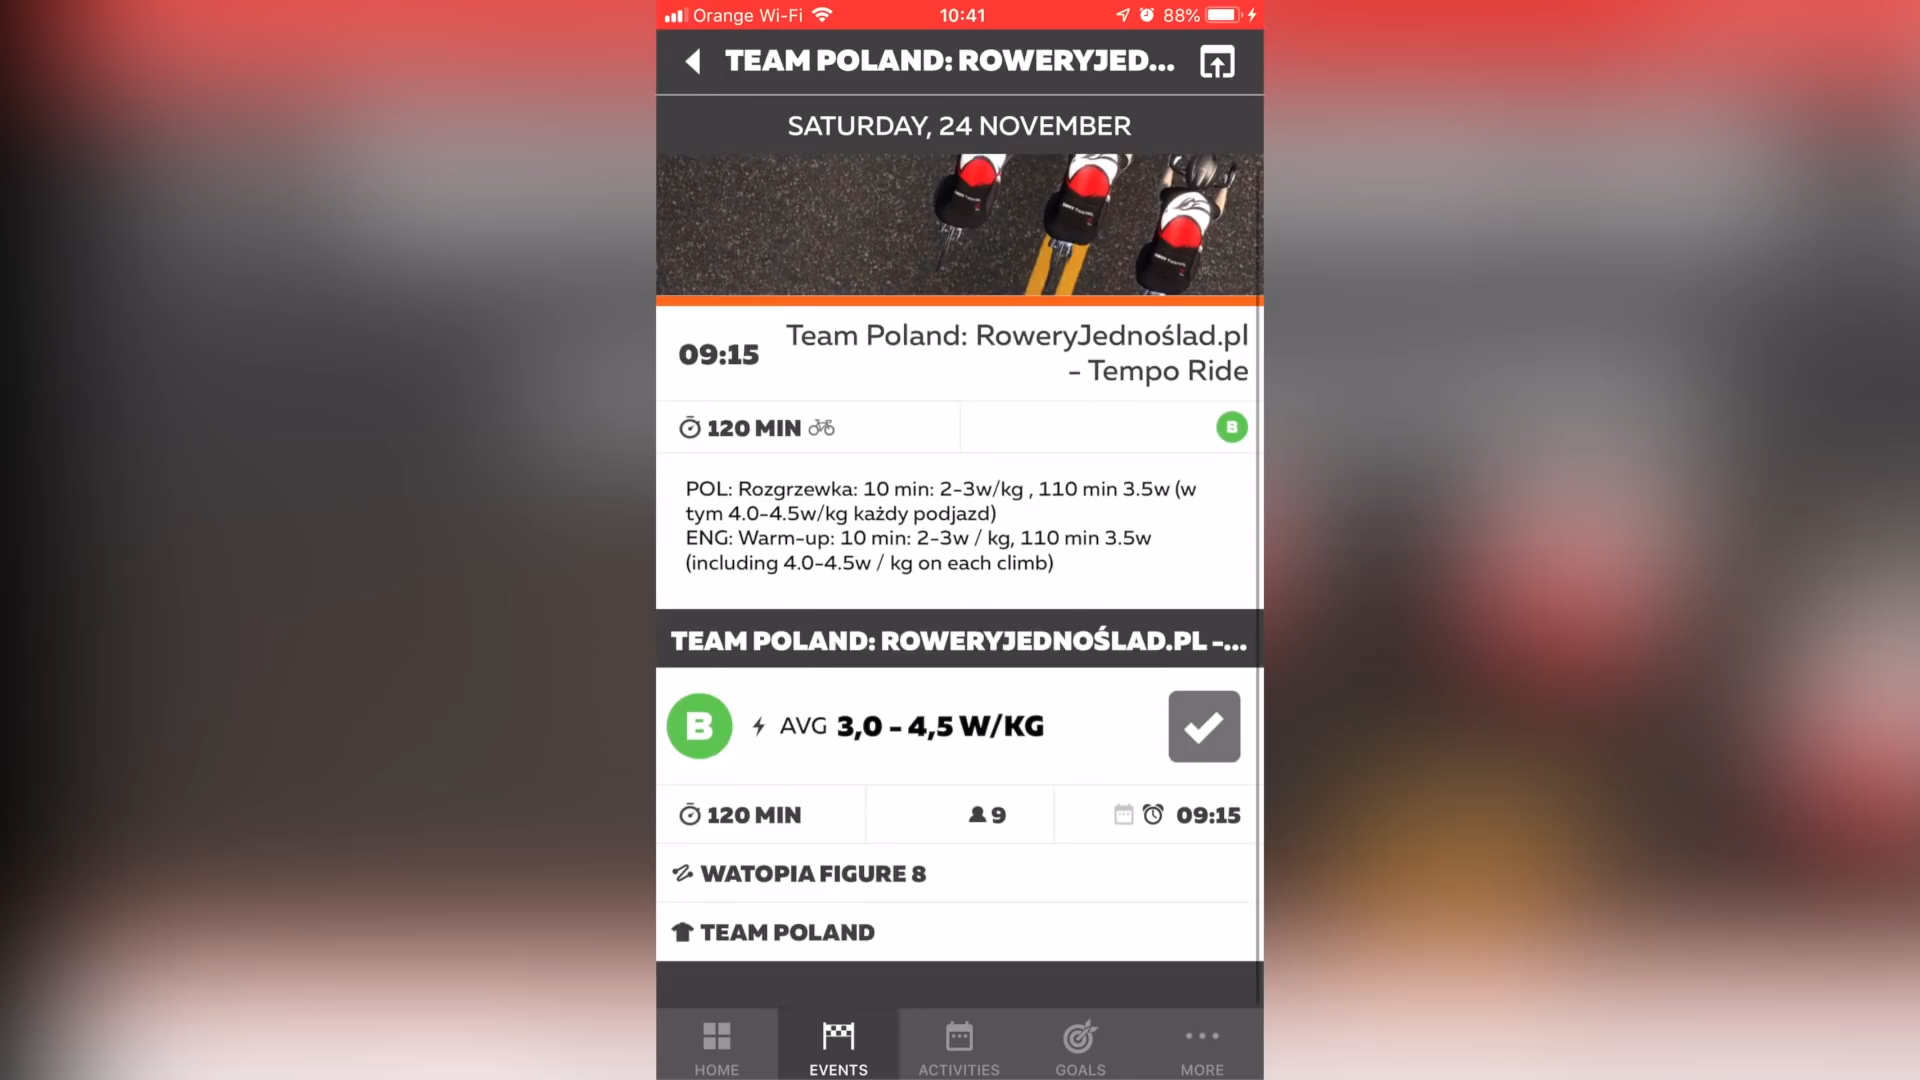 Orange Wi-Fi 10:41 88%
TEAM POLAND: ROWERYJED...
SATURDAY, 24 NOVEMBER
09:15
Team Poland: RoweryJednoślad.pl
- Tempo Ride
120 MIN B
POL: Rozgrzewka: 10 min: 2-3w/kg , 110 min 3.5w (w
tym 4.0-4.5w/kg każdy podjazd)
ENG: Warm-up: 10 min: 2-3w / kg, 110 min 3.5w
(including 4.0-4.5w / kg on each climb)
TEAM POLAND: ROWERYJEDNOŚLAD.PL -...
B AVG 3,0 - 4,5 W/KG
120 MIN 9 09:15
WATOPIA FIGURE 8
TEAM POLAND
HOME EVENTS ACTIVITIES GOALS MORE